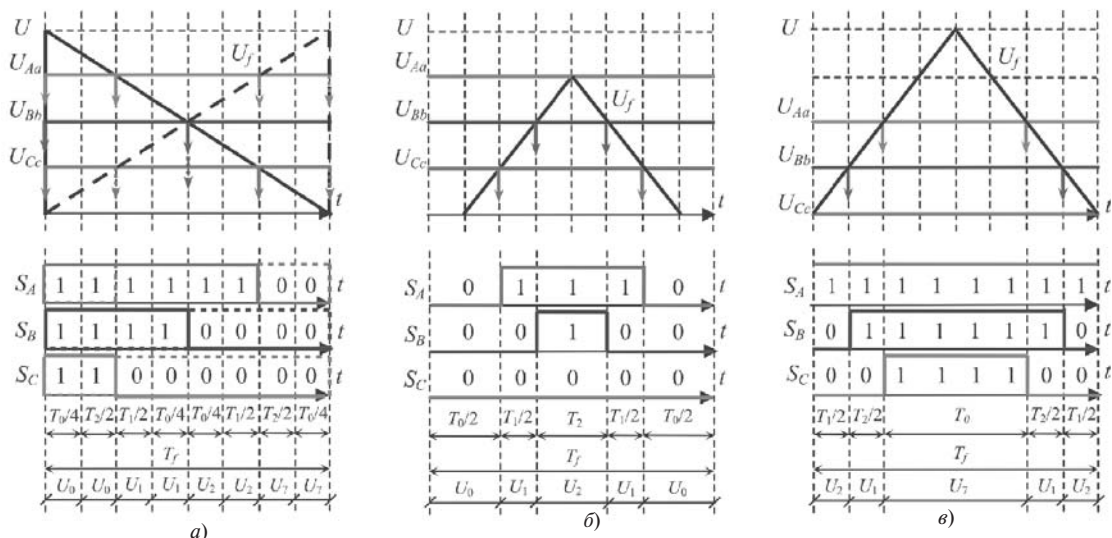 U
U_Aa
U_f
U_Bb
U_Cc
t
S_A 1 1 1 1 1 1 0 0 t
S_B 1 1 1 1 0 0 0 0 t
S_C 1 1 0 0 0 0 0 0 t
T_0/4 T_2/2 T_1/2 T_0/4 T_0/4 T_1/2 T_2/2 T_0/4
T_f
U_0 U_0 U_1 U_1 U_2 U_2 U_7 U_7
а)
U
U_Aa
U_f
U_Bb
U_Cc
t
S_A 0 1 1 1 0 t
S_B 0 0 1 0 0 t
S_C 0 0 0 0 0 t
T_0/2 T_1/2 T_2 T_1/2 T_0/2
T_f
U_0 U_1 U_2 U_1 U_0
б)
U
U_f
U_Aa
U_Bb
U_Cc
t
S_A 1 1 1 1 1 1 1 1 t
S_B 0 1 1 1 1 1 1 0 t
S_C 0 0 1 1 1 1 0 0 t
T_1/2 T_2/2 T_0 T_2/2 T_1/2
T_f
U_2 U_1 U_7 U_1 U_2
в)